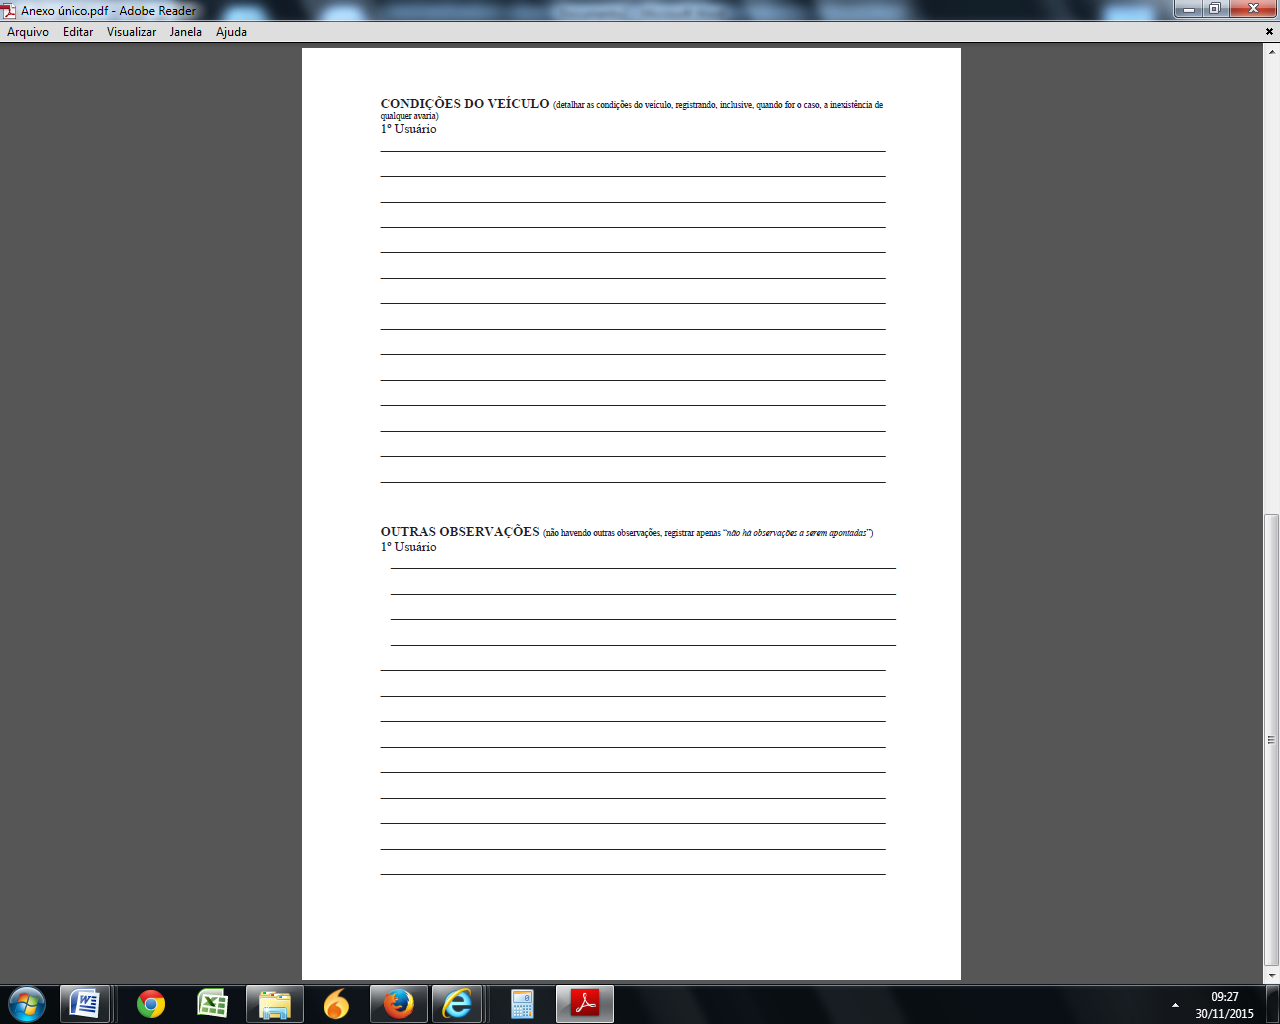 Anexo único.pdf - Adobe Reader
Arquivo Editar Visualizar Janela Ajuda
CONDIÇÕES DO VEÍCULO (detalhar as condições do veículo, registrando, inclusive, quando for o caso, a inexistência de
qualquer avaria)
1º Usuário
OUTRAS OBSERVAÇÕES (não havendo outras observações, registrar apenas “não há observações a serem apontadas”)
1º Usuário
09:27
30/11/2015